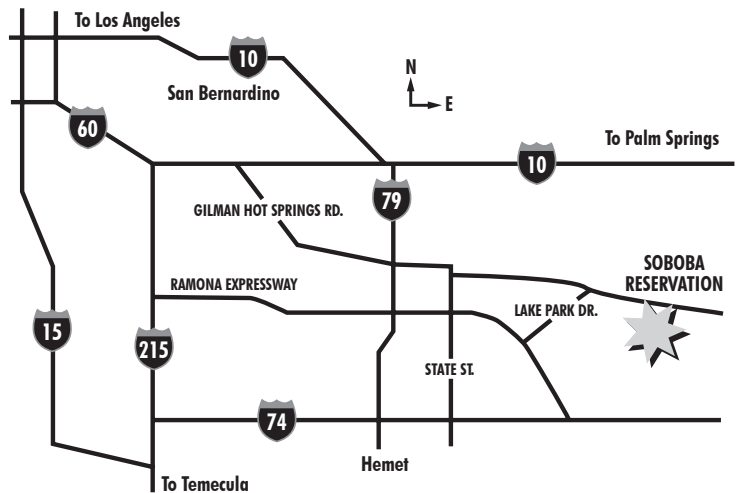 To Los Angeles
10
San Bernardino
N
E
60
To Palm Springs
10
79
GILMAN HOT SPRINGS RD.
SOBOBA
RESERVATION
RAMONA EXPRESSWAY
LAKE PARK DR.
15
215
STATE ST.
74
Hemet
To Temecula